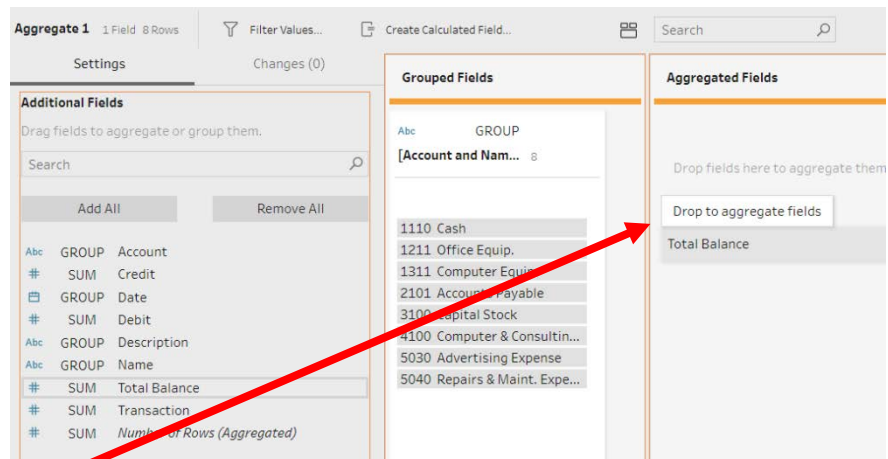 Aggregate 1 1 Field 8 Rows Filter Values... Create Calculated Field... Search
Settings Changes (0)
Additional Fields
Drag fields to aggregate or group them.
Search
Add All Remove All
Abc GROUP Account
# SUM Credit
GROUP Date
# SUM Debit
Abc GROUP Description
Abc GROUP Name
# SUM Total Balance
# SUM Transaction
# SUM Number of Rows (Aggregated)
Grouped Fields
Abc GROUP
[Account and Nam... 8
1110 Cash
1211 Office Equip.
1311 Computer Equip.
2101 Accounts Payable
3100 Capital Stock
4100 Computer & Consultin...
5030 Advertising Expense
5040 Repairs & Maint. Expe...
Aggregated Fields
Drop fields here to aggregate them
Drop to aggregate fields
Total Balance